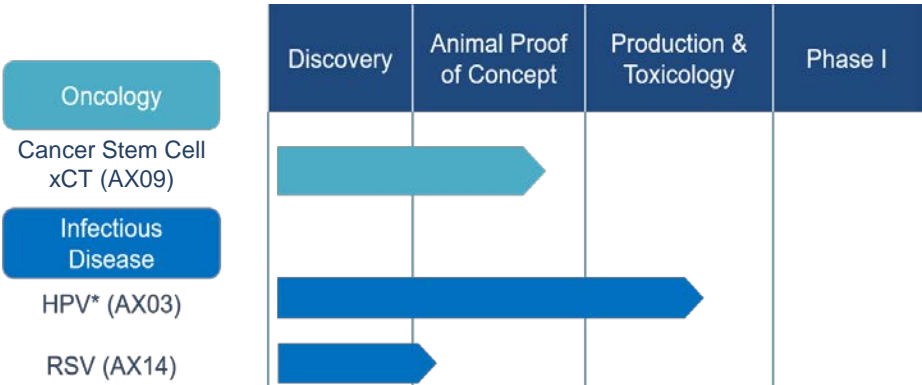 Discovery
Animal Proof
of Concept
Production &
Toxicology
Phase I
Oncology
Cancer Stem Cell
xCT (AX09)
Infectious
Disease
HPV* (AX03)
RSV (AX14)